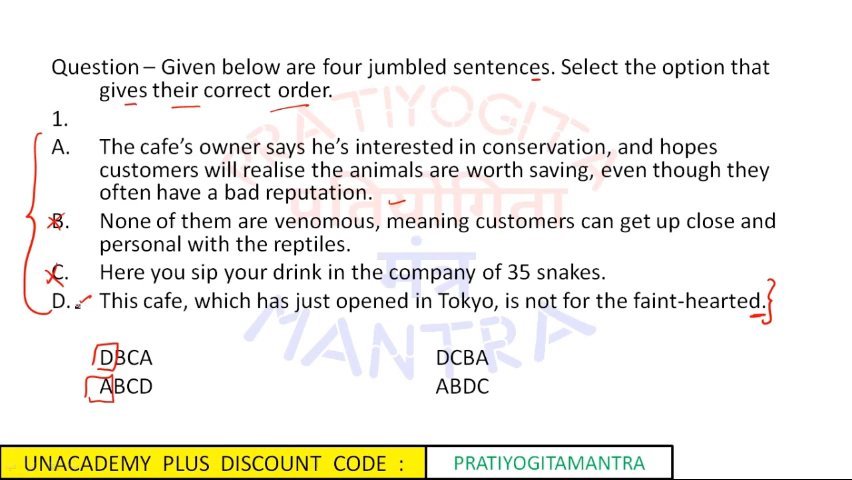 Question – Given below are four jumbled sentences. Select the option that
gives their correct order.
1.
A. The cafe's owner says he's interested in conservation, and hopes
customers will realise the animals are worth saving, even though they
often have a bad reputation.
B. None of them are venomous, meaning customers can get up close and
personal with the reptiles.
C. Here you sip your drink in the company of 35 snakes.
D. This cafe, which has just opened in Tokyo, is not for the faint-hearted.
DBCA DCBA
ABCD ABDC
PRATIYOGITA
प्रतियोगिता
मंत्र
MANTRA
UNACADEMY PLUS DISCOUNT CODE : PRATIYOGITAMANTRA